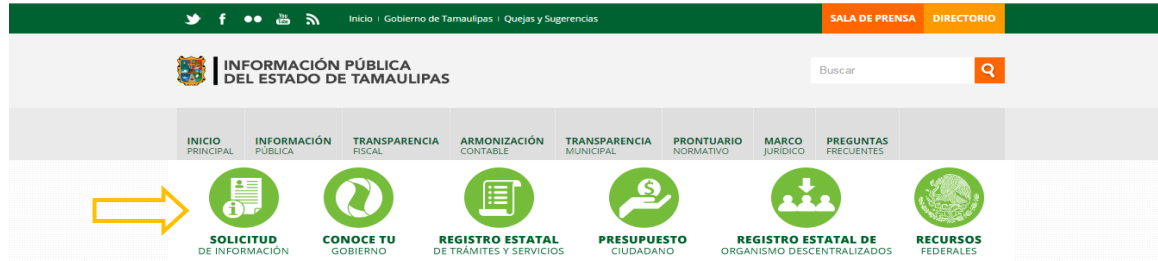 You Tube
Inicio | Gobierno de Tamaulipas | Quejas y Sugerencias
SALA DE PRENSA
DIRECTORIO
INFORMACIÓN PÚBLICA
DEL ESTADO DE TAMAULIPAS
Buscar
INICIO
PRINCIPAL
INFORMACIÓN
PÚBLICA
TRANSPARENCIA
FISCAL
ARMONIZACIÓN
CONTABLE
TRANSPARENCIA
MUNICIPAL
PRONTUARIO
NORMATIVO
MARCO
JURÍDICO
PREGUNTAS
FRECUENTES
SOLICITUD
DE INFORMACIÓN
CONOCE TU
GOBIERNO
REGISTRO ESTATAL
DE TRÁMITES Y SERVICIOS
PRESUPUESTO
CIUDADANO
REGISTRO ESTATAL DE
ORGANISMO DESCENTRALIZADOS
RECURSOS
FEDERALES